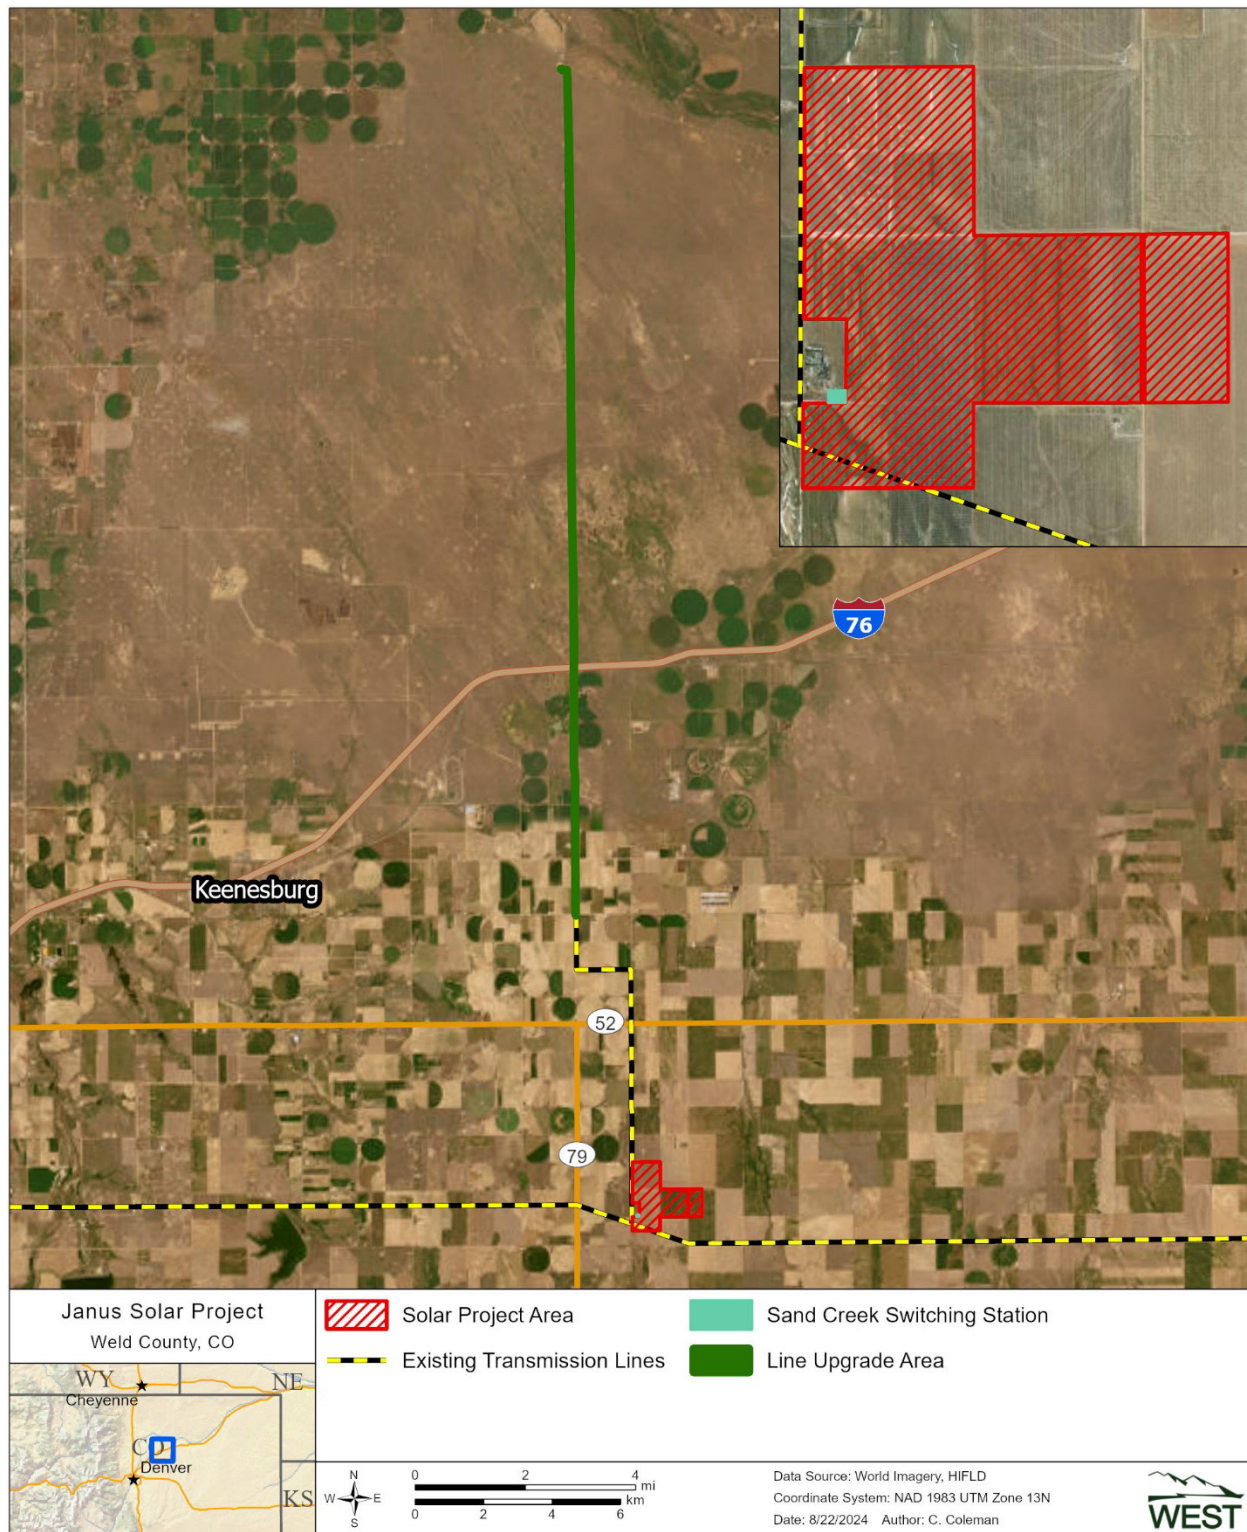 76
Keenesburg
52
79
Janus Solar Project
Weld County, CO
WY
NE
Cheyenne
CO
Denver
KS
Solar Project Area
Sand Creek Switching Station
Existing Transmission Lines
Line Upgrade Area
N
W E
S
0 2 4
mi
km
0 2 4 6
Data Source: World Imagery, HIFLD
Coordinate System: NAD 1983 UTM Zone 13N
Date: 8/22/2024 Author: C. Coleman
WEST